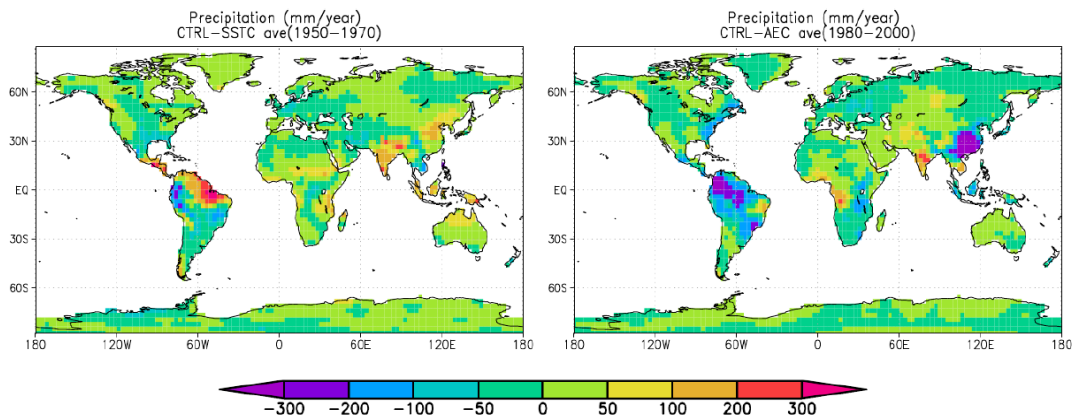 Precipitation (mm/year)
CTRL-SSTC ave(1950-1970)
60N
30N
EQ
30S
60S
180 120W 60W 0 60E 120E 180
Precipitation (mm/year)
CTRL-AEC ave(1980-2000)
60N
30N
EQ
30S
60S
180 120W 60W 0 60E 120E 180
-300 -200 -100 -50 0 50 100 200 300